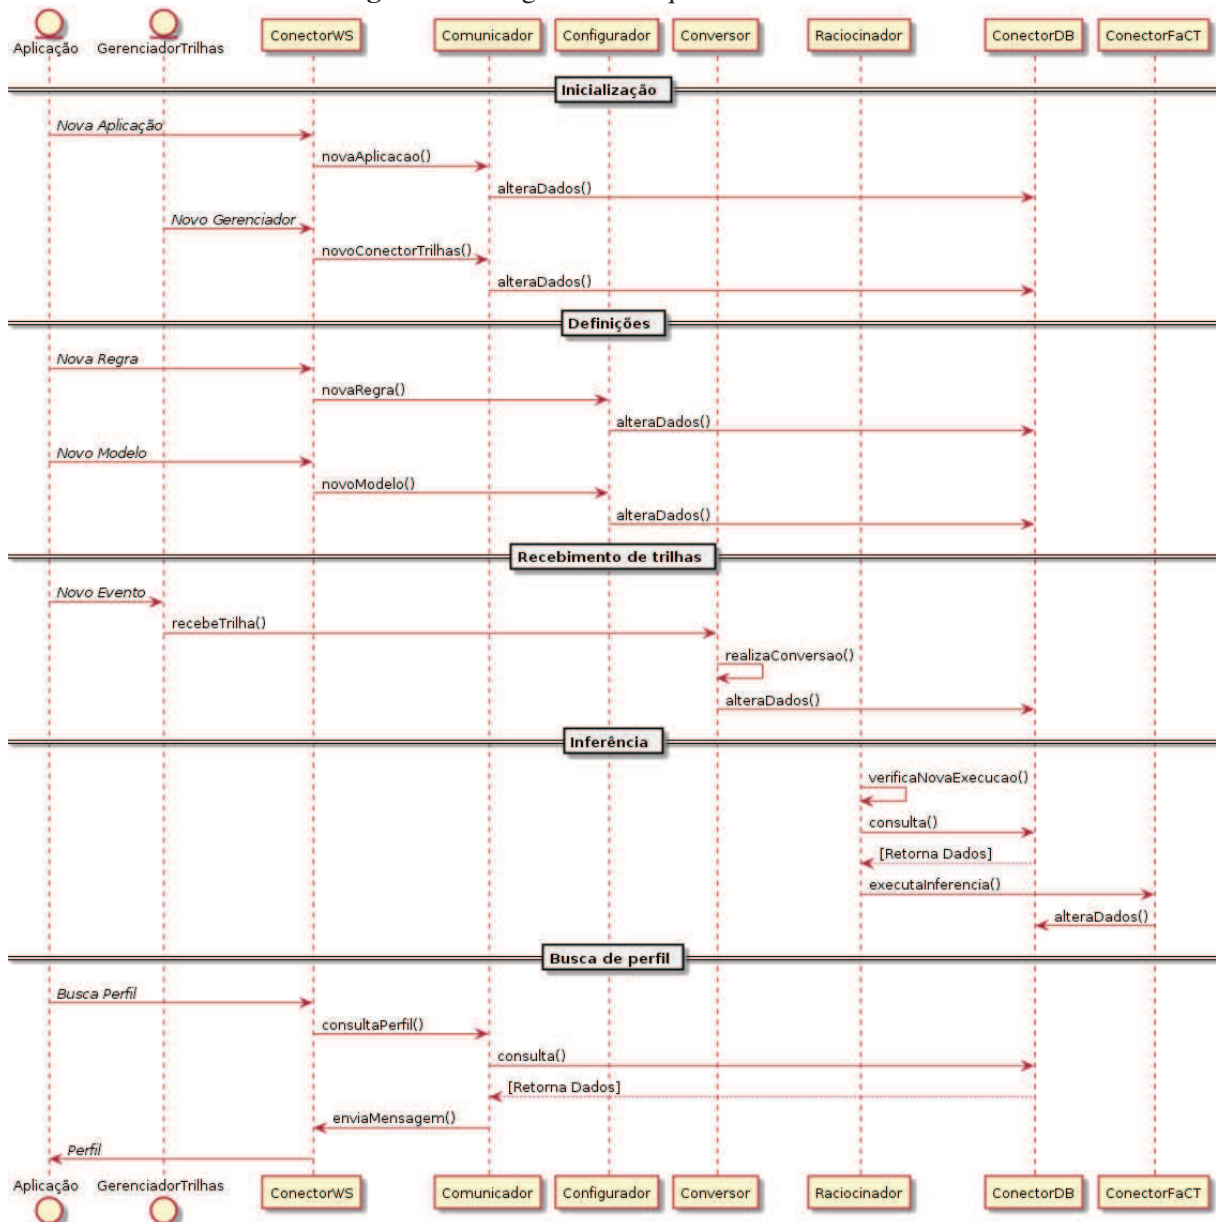 Aplicação GerenciadorTrilhas ConectorWS Comunicador Configurador Conversor Raciocinador ConectorDB ConectorFaCT
Inicialização
Nova Aplicação
novaAplicacao()
alteraDados()
Novo Gerenciador
novoConectorTrilhas()
alteraDados()
Definições
Nova Regra
novaRegra()
alteraDados()
Novo Modelo
novoModelo()
alteraDados()
Recebimento de trilhas
Novo Evento
recebeTrilha()
realizaConversao()
alteraDados()
Inferência
verificaNovaExecucao()
consulta()
[Retorna Dados]
executaInferencia()
alteraDados()
Busca de perfil
Busca Perfil
consultaPerfil()
consulta()
[Retorna Dados]
enviaMensagem()
Perfil
Aplicação GerenciadorTrilhas ConectorWS Comunicador Configurador Conversor Raciocinador ConectorDB ConectorFaCT